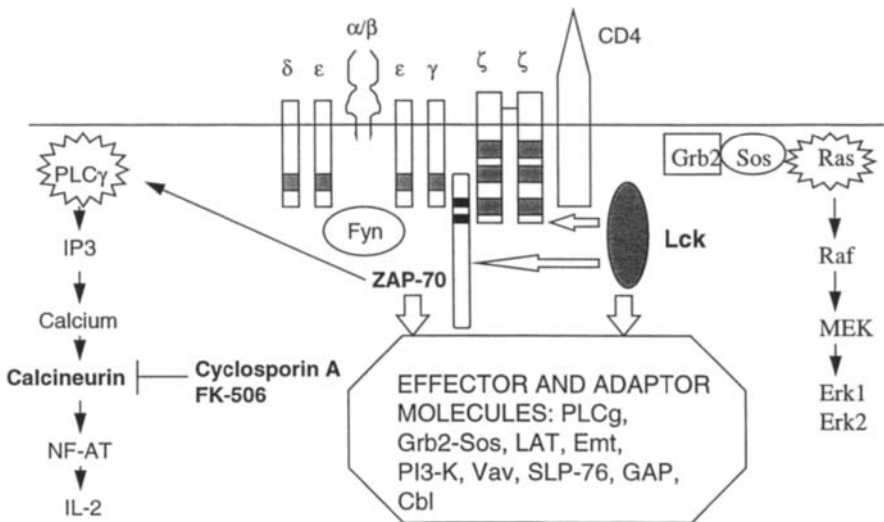 α/β
CD4
δ ε ε γ ζ ζ
PLCγ
Grb2 Sos Ras
Fyn
Lck
IP3
ZAP-70
Raf
Calcium
MEK
Calcineurin
Cyclosporin A
FK-506
EFFECTOR AND ADAPTOR
MOLECULES: PLCg,
Grb2-Sos, LAT, Emt,
PI3-K, Vav, SLP-76, GAP,
Cbl
Erk1
Erk2
NF-AT
IL-2